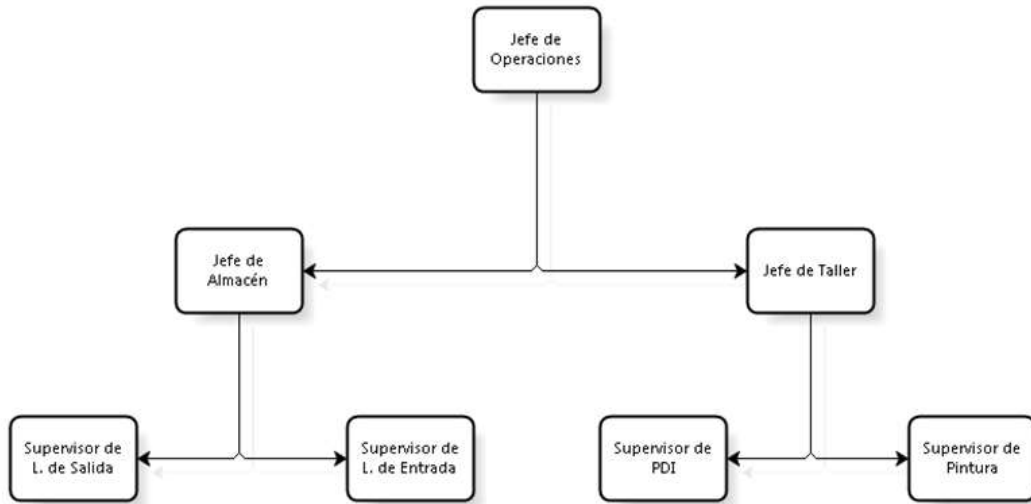 Jefe de
Operaciones
Jefe de
Almacén
Jefe de Taller
Supervisor de
L. de Salida
Supervisor de
L. de Entrada
Supervisor de
PDI
Supervisor de
Pintura